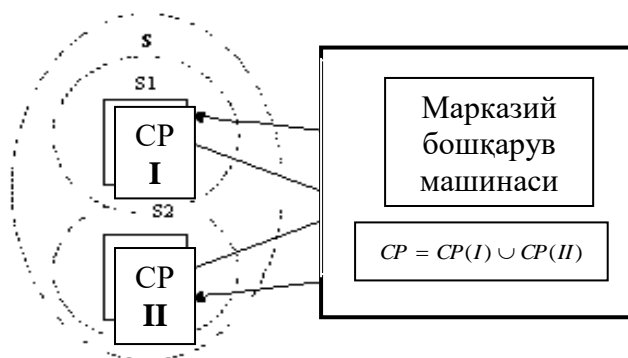 S
S1
CP
I
S2
CP
II
Марказий
бошқарув
машинаси
CP = CP(I) ∪ CP(II)